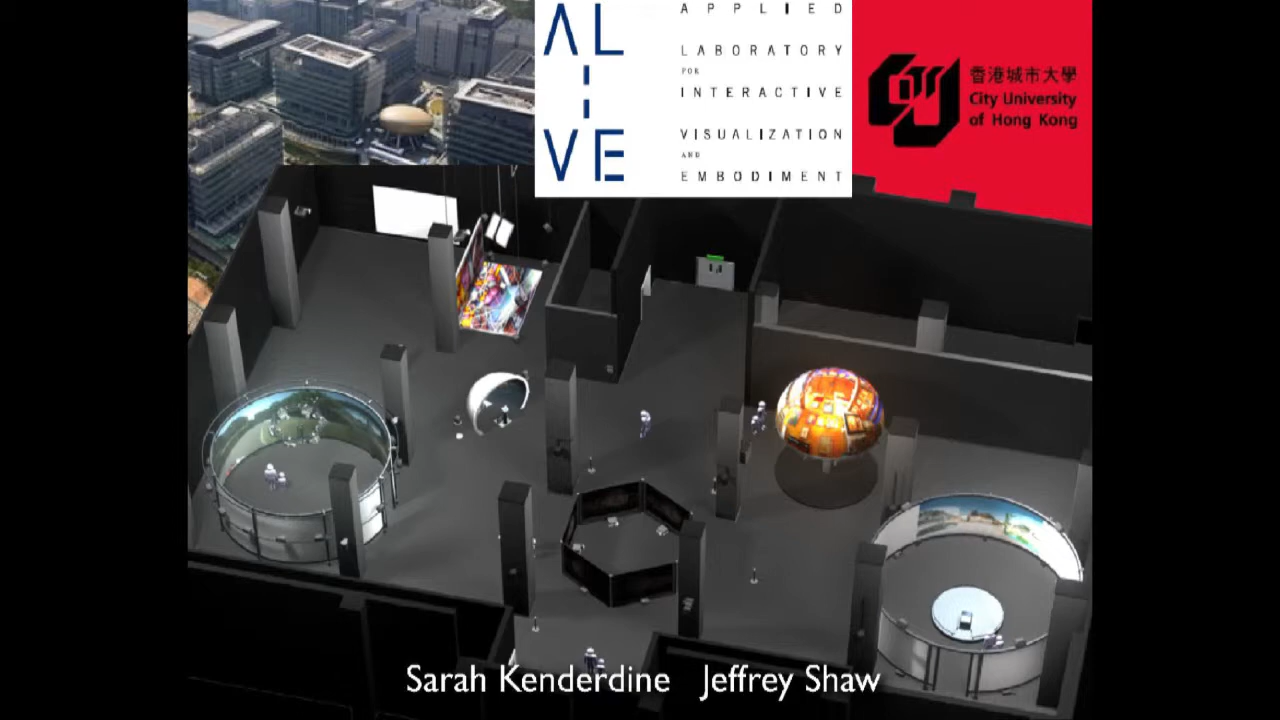 AL
I
VE
APPLIED
LABORATORY
FOR
INTERACTIVE
VISUALIZATION
AND
EMBODIMENT
CityU
香港城市大學
City University
of Hong Kong
Sarah Kenderdine Jeffrey Shaw